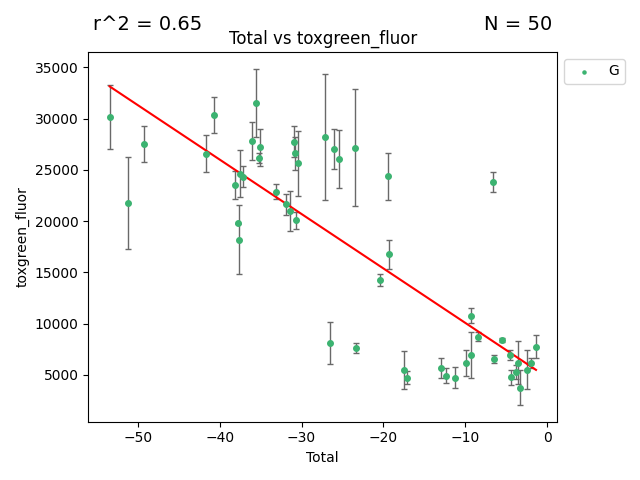 r^2 = 0.65
N = 50
Total vs toxgreen_fluor
G
35000
30000
25000
20000
15000
10000
5000
toxgreen_fluor
−50
−40
−30
−20
−10
0
Total